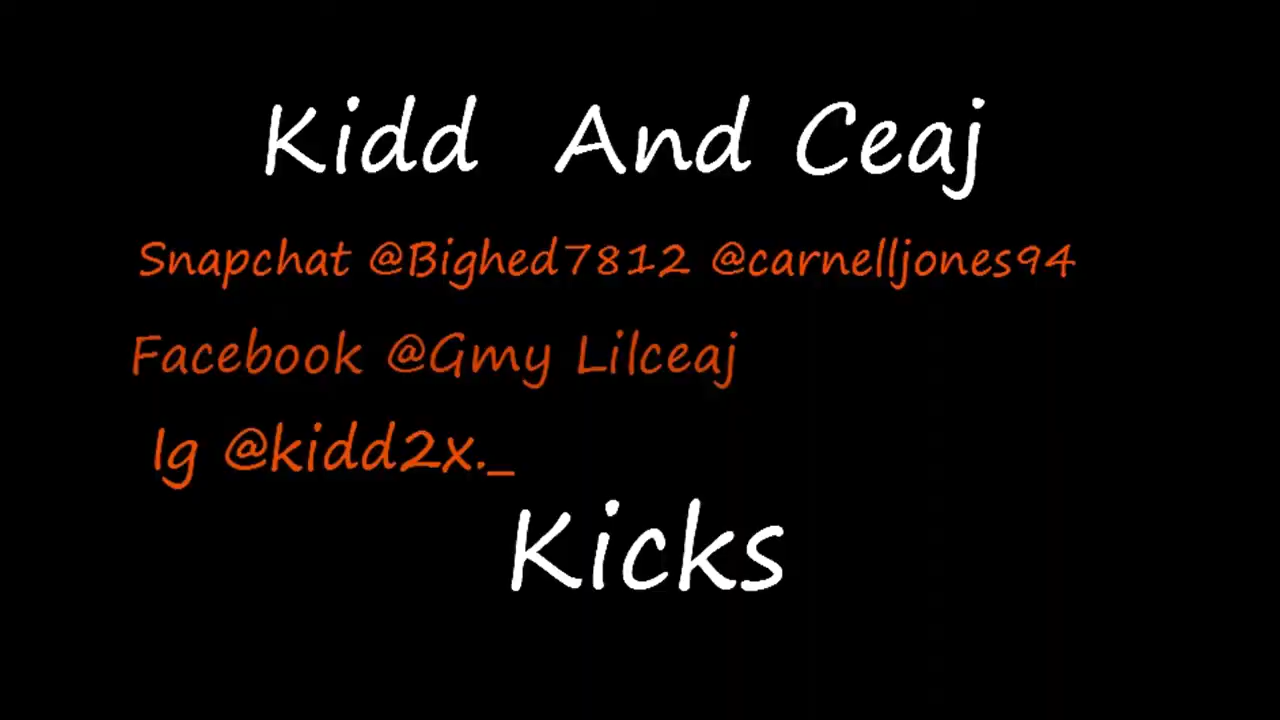 Kidd And Ceaj
Snapchat @Bighed7812 @carnelljones94
Facebook @Gmy Lilceaj
Ig @kidd2x._
Kicks